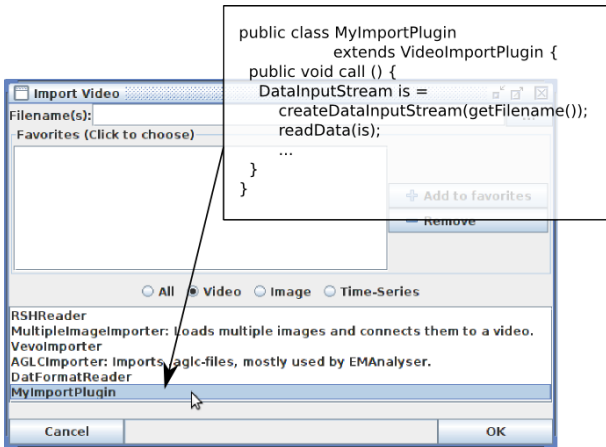 public class MyImportPlugin
extends VideoImportPlugin {
public void call () {
DataInputStream is =
createDataInputStream(getFilename());
readData(is);
...
}
}
Import Video
Filename(s):
...
Favorites (Click to choose)
Add to favorites
Remove
All Video Image Time-Series
RSHReader
MultipleImageImporter: Loads multiple images and connects them to a video.
VevoImporter
AGLCImporter: Imports .aglc-files, mostly used by EMAnalyser.
DatFormatReader
MyImportPlugin
Cancel OK